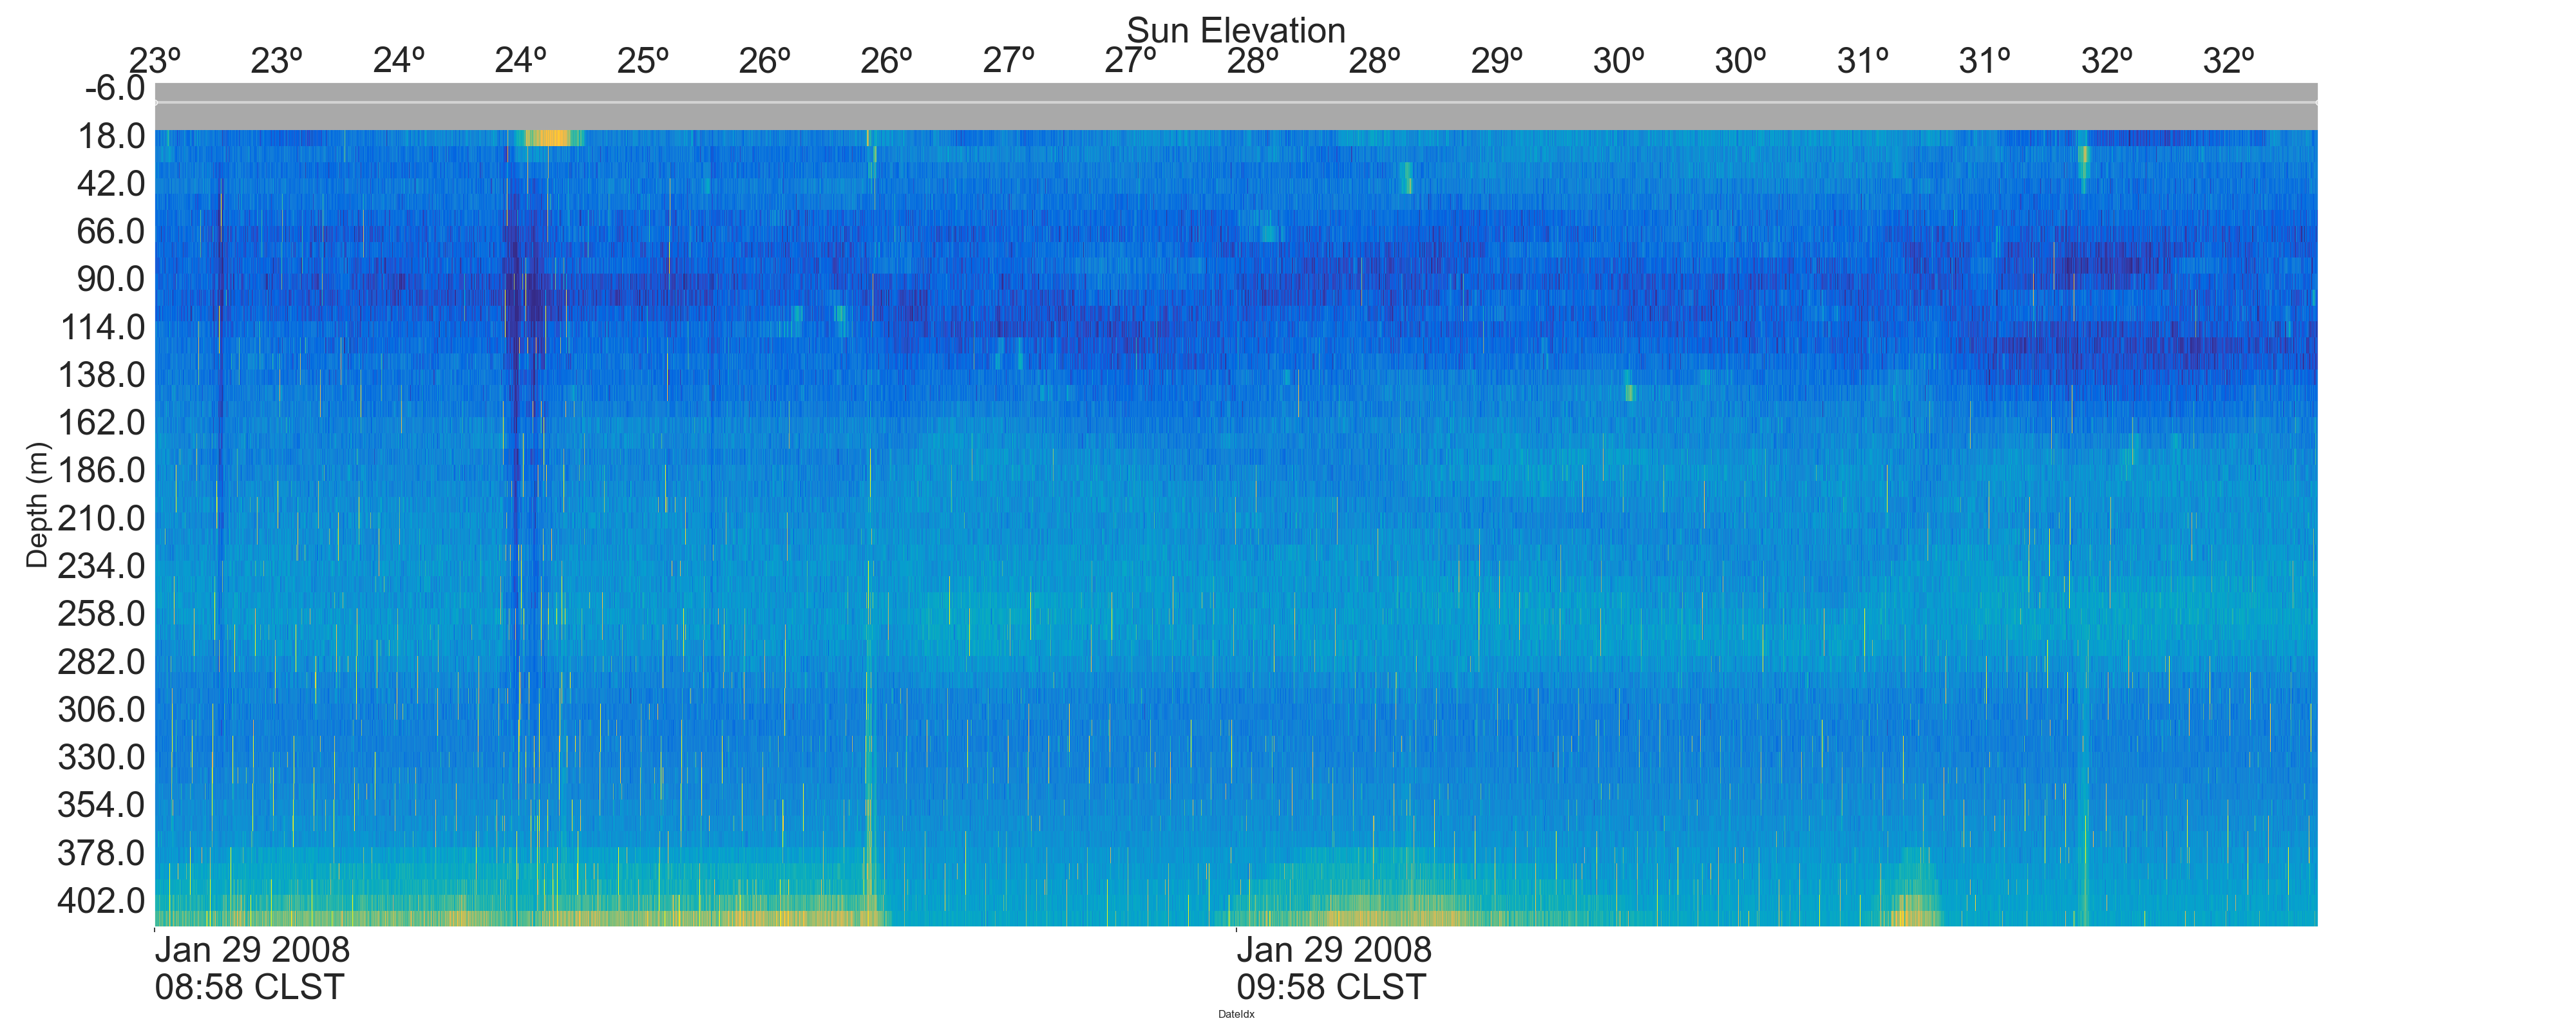 Sun Elevation
23º 23º 24º 24º 25º 26º 26º 27º 27º 28º 28º 29º 30º 30º 31º 31º 32º 32º
-6.0
18.0
42.0
66.0
90.0
114.0
138.0
162.0
186.0
210.0
234.0
258.0
282.0
306.0
330.0
354.0
378.0
402.0
Depth (m)
Jan 29 2008
08:58 CLST
Jan 29 2008
09:58 CLST
DateIdx